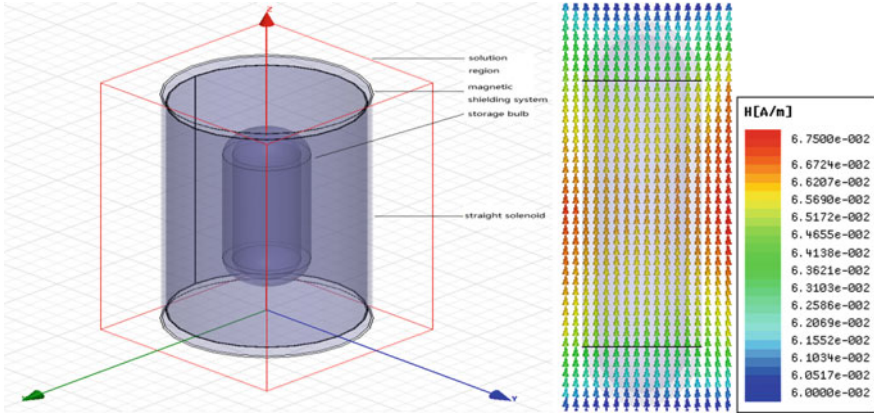 Z
solution
region
magnetic
shielding system
storage bulb
straight solenoid
Y
H[A/m]
6.7500e-002
6.6724e-002
6.6207e-002
6.5690e-002
6.5172e-002
6.4655e-002
6.4138e-002
6.3621e-002
6.3103e-002
6.2586e-002
6.2069e-002
6.1552e-002
6.1034e-002
6.0517e-002
6.0000e-002